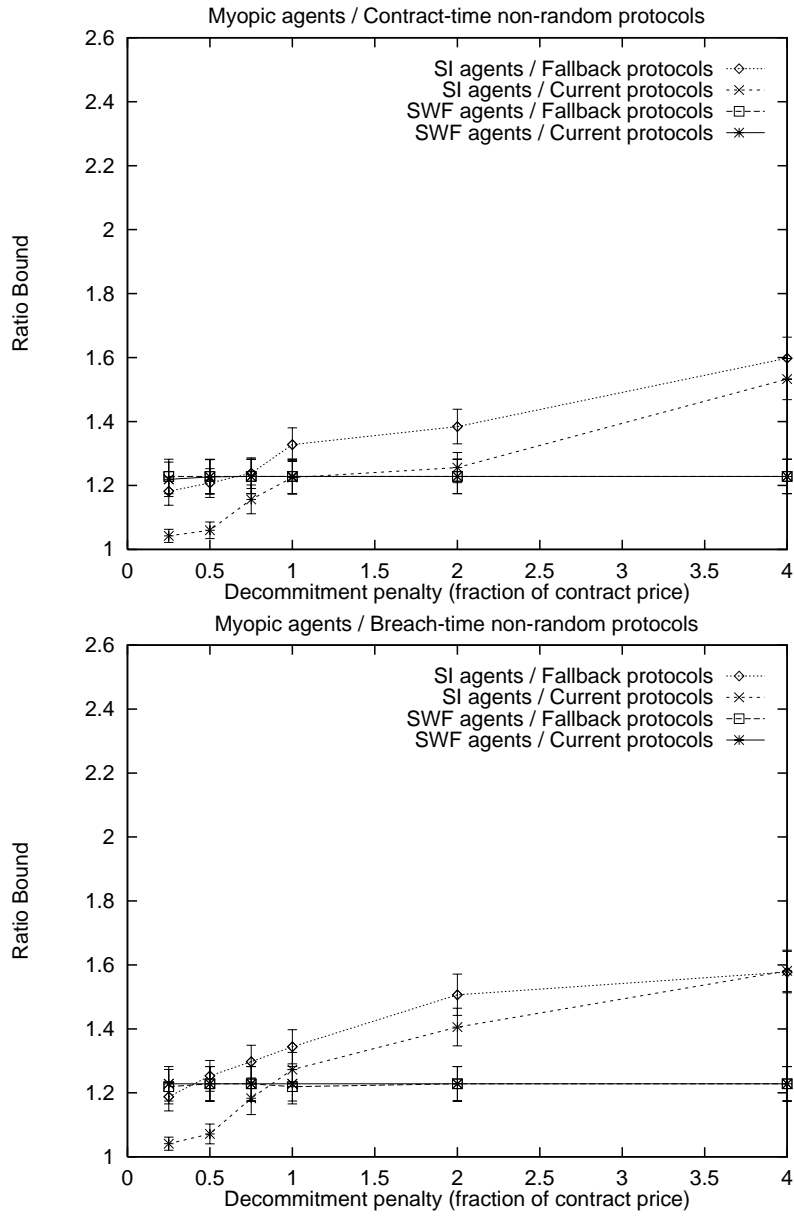 Myopic agents / Contract-time non-random protocols
2.6
SI agents / Fallback protocols
SI agents / Current protocols
SWF agents / Fallback protocols
SWF agents / Current protocols
2.4
2.2
2
1.8
1.6
1.4
1.2
1
Ratio Bound
0 0.5 1 1.5 2 2.5 3 3.5 4
Decommitment penalty (fraction of contract price)
Myopic agents / Breach-time non-random protocols
2.6
SI agents / Fallback protocols
SI agents / Current protocols
SWF agents / Fallback protocols
SWF agents / Current protocols
2.4
2.2
2
1.8
1.6
1.4
1.2
1
Ratio Bound
0 0.5 1 1.5 2 2.5 3 3.5 4
Decommitment penalty (fraction of contract price)